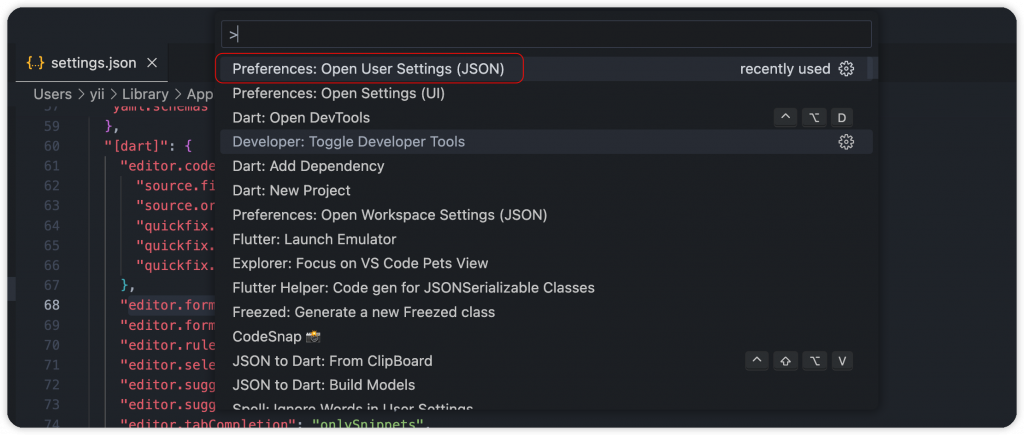 >
settings.json
Preferences: Open User Settings (JSON) recently used
Users > yii > Library > App
Preferences: Open Settings (UI)
yaml.schemas
Dart: Open DevTools ^ ⌥ D
59 },
Developer: Toggle Developer Tools
60 "[dart]": {
Dart: Add Dependency
61 "editor.code
62 "source.fi
Dart: New Project
63 "source.or
Preferences: Open Workspace Settings (JSON)
64 "quickfix.
Flutter: Launch Emulator
65 "quickfix.
Explorer: Focus on VS Code Pets View
66 "quickfix.
67 },
Flutter Helper: Code gen for JSONSerializable Classes
68 "editor.form
Freezed: Generate a new Freezed class
69 "editor.form
CodeSnap 📸
70 "editor.rule
JSON to Dart: From ClipBoard ^ ⇧ ⌥ V
71 "editor.sele
72 "editor.sugg
JSON to Dart: Build Models
73 "editor.sugg
Spell: Ignore Words in User Settings
74 "editor.tabCompletion": "onlySnippets",